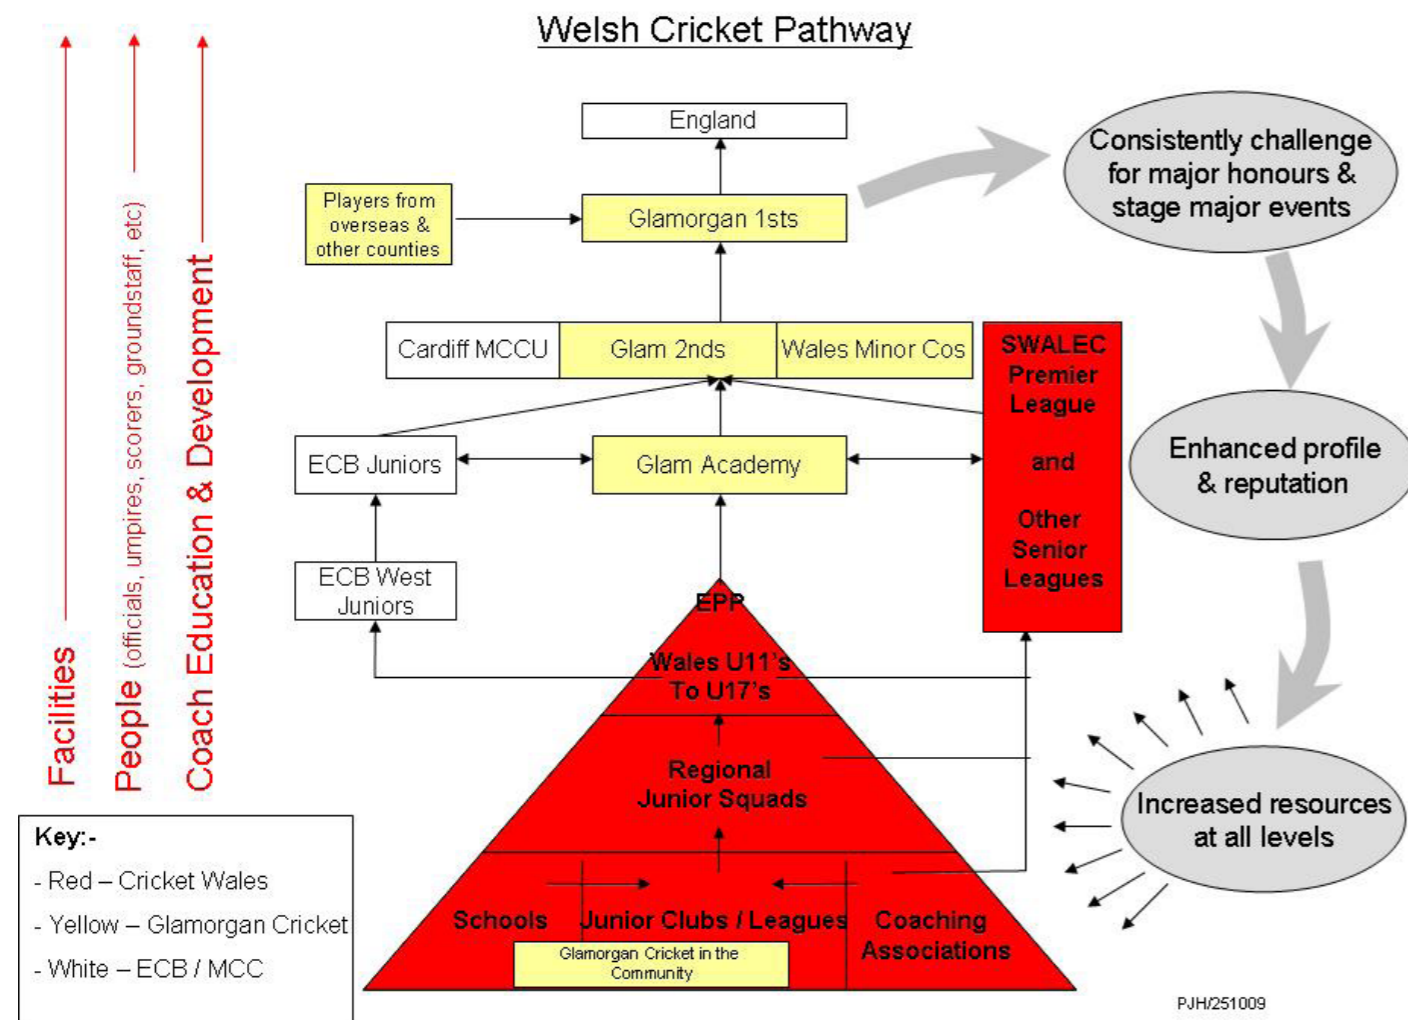 Welsh Cricket Pathway
England
Players from
overseas &
other counties
Glamorgan 1sts
Consistently challenge
for major honours &
stage major events
Cardiff MCCU
Glam 2nds
Wales Minor Cos
SWALEC
Premier
League
and
Other
Senior
Leagues
Enhanced profile
& reputation
ECB Juniors
Glam Academy
ECB West
Juniors
EPP
Wales U11's
To U17's
Regional
Junior Squads
Increased resources
at all levels
Schools
Junior Clubs / Leagues
Coaching
Associations
Glamorgan Cricket in the
Community
Facilities
People (officials, umpires, scorers, groundstaff, etc)
Coach Education & Development
Key:-
- Red – Cricket Wales
- Yellow – Glamorgan Cricket
- White – ECB / MCC
PJH/251009